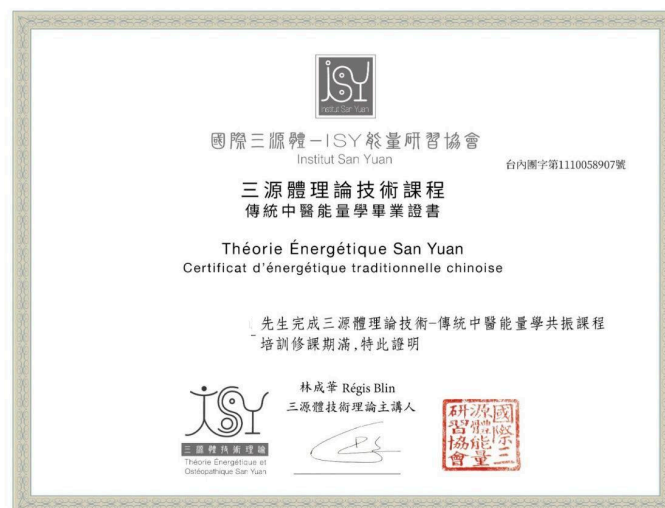 ISY
Institut San Yuan
國際三源體－ISY能量研習協會
Institut San Yuan
台內團字第1110058907號
三源體理論技術課程
傳統中醫能量學畢業證書
Théorie Énergétique San Yuan
Certificat d'énergétique traditionnelle chinoise
先生完成三源體理論技術-傳統中醫能量學共振課程
培訓修課期滿,特此證明
林成華 Régis Blin
三源體技術理論主講人
ISY
三源體技術理論
Théorie Énergétique et
Ostéopathique San Yuan
國際三
源體能量
研習協會